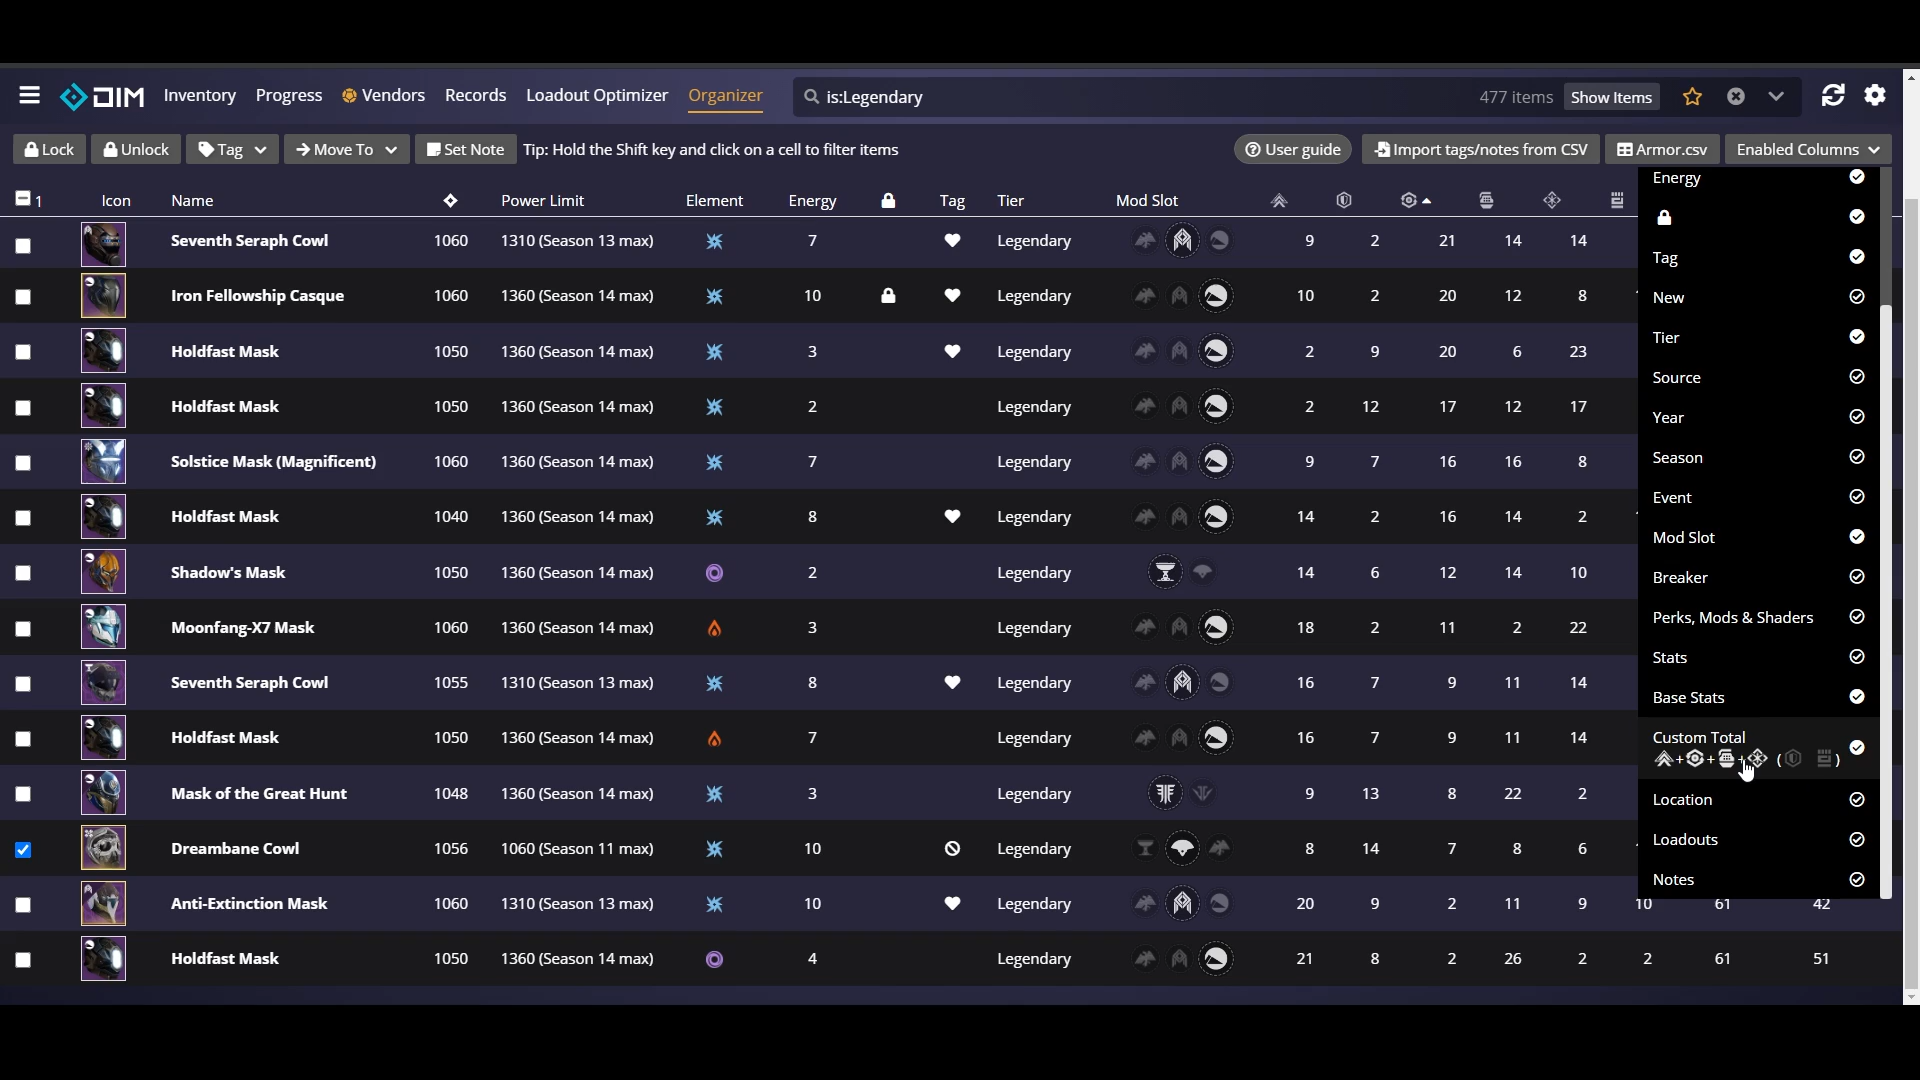 DIM Inventory Progress Vendors Records Loadout Optimizer Organizer is:Legendary 477 items Show Items
Lock Unlock Tag Move To Set Note Tip: Hold the Shift key and click on a cell to filter items User guide Import tags/notes from CSV Armor.csv Enabled Columns
1 Icon Name Power Limit Element Energy Tag Tier Mod Slot
Seventh Seraph Cowl 1060 1310 (Season 13 max) 7 Legendary 9 2 21 14 14
Iron Fellowship Casque 1060 1360 (Season 14 max) 10 Legendary 10 2 20 12 8
Holdfast Mask 1050 1360 (Season 14 max) 3 Legendary 2 9 20 6 23
Holdfast Mask 1050 1360 (Season 14 max) 2 Legendary 2 12 17 12 17
Solstice Mask (Magnificent) 1060 1360 (Season 14 max) 7 Legendary 9 7 16 16 8
Holdfast Mask 1040 1360 (Season 14 max) 8 Legendary 14 2 16 14 2
Shadow's Mask 1050 1360 (Season 14 max) 2 Legendary 14 6 12 14 10
Moonfang-X7 Mask 1060 1360 (Season 14 max) 3 Legendary 18 2 11 2 22
Seventh Seraph Cowl 1055 1310 (Season 13 max) 8 Legendary 16 7 9 11 14
Holdfast Mask 1050 1360 (Season 14 max) 7 Legendary 16 7 9 11 14
Mask of the Great Hunt 1048 1360 (Season 14 max) 3 Legendary 9 13 8 22 2
Dreambane Cowl 1056 1060 (Season 11 max) 10 Legendary 8 14 7 8 6
Anti-Extinction Mask 1060 1310 (Season 13 max) 10 Legendary 20 9 2 11 9 10 61 42
Holdfast Mask 1050 1360 (Season 14 max) 4 Legendary 21 8 2 26 2 2 61 51
Energy
Tag
New
Tier
Source
Year
Season
Event
Mod Slot
Breaker
Perks, Mods & Shaders
Stats
Base Stats
Custom Total
+ + + ( )
Location
Loadouts
Notes